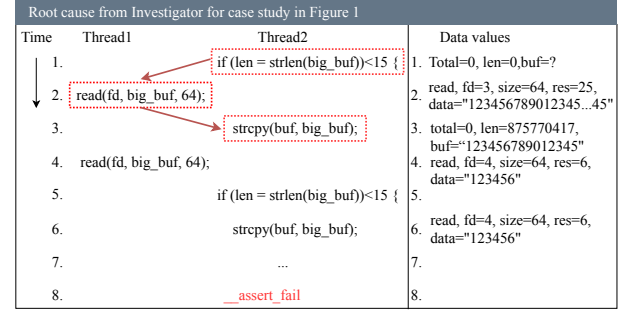 Root cause from Investigator for case study in Figure 1
Time Thread1 Thread2 Data values
1. if (len = strlen(big_buf))<15 { 1. Total=0, len=0,buf=?
2. read(fd, big_buf, 64); 2. read, fd=3, size=64, res=25,
data="123456789012345...45"
3. strcpy(buf, big_buf); 3. total=0, len=875770417,
buf=“123456789012345"
4. read(fd, big_buf, 64); 4. read, fd=4, size=64, res=6,
data="123456"
5. if (len = strlen(big_buf))<15 { 5.
6. strcpy(buf, big_buf); 6. read, fd=4, size=64, res=6,
data="123456"
7. ... 7.
8. __assert_fail 8.